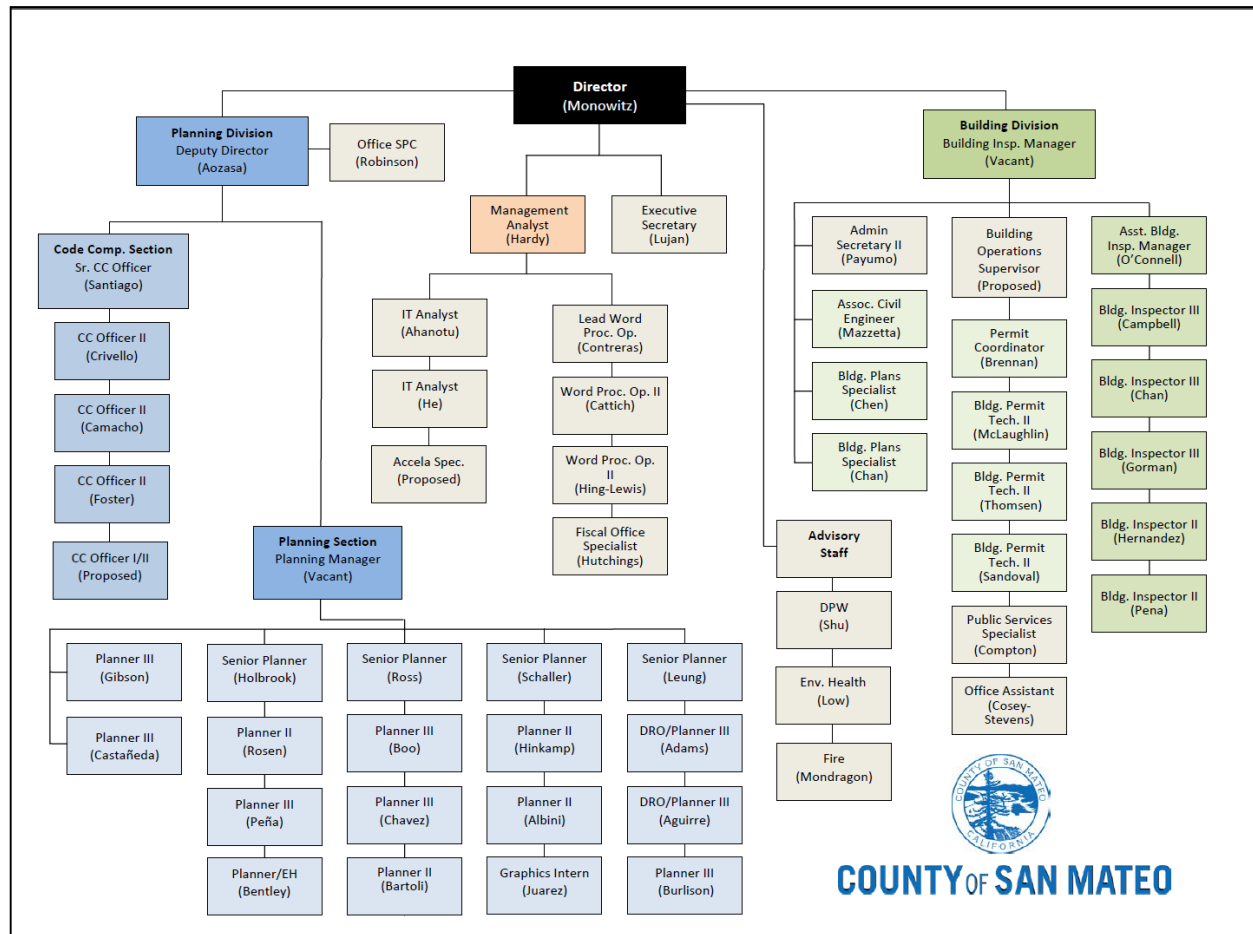 Director
(Monowitz)
Planning Division
Deputy Director
(Aozasa)
Office SPC
(Robinson)
Building Division
Building Insp. Manager
(Vacant)
Management
Analyst
(Hardy)
Executive
Secretary
(Lujan)
Code Comp. Section
Sr. CC Officer
(Santiago)
CC Officer II
(Crivello)
CC Officer II
(Camacho)
CC Officer II
(Foster)
CC Officer I/II
(Proposed)
IT Analyst
(Ahanotu)
IT Analyst
(He)
Accela Spec.
(Proposed)
Lead Word
Proc. Op.
(Contreras)
Word Proc. Op. II
(Cattich)
Word Proc. Op.
II
(Hing-Lewis)
Fiscal Office
Specialist
(Hutchings)
Admin
Secretary II
(Payumo)
Assoc. Civil
Engineer
(Mazzetta)
Bldg. Plans
Specialist
(Chen)
Bldg. Plans
Specialist
(Chan)
Building
Operations
Supervisor
(Proposed)
Permit
Coordinator
(Brennan)
Bldg. Permit
Tech. II
(McLaughlin)
Bldg. Permit
Tech. II
(Thomsen)
Bldg. Permit
Tech. II
(Sandoval)
Public Services
Specialist
(Compton)
Office Assistant
(Cosey-
Stevens)
Asst. Bldg.
Insp. Manager
(O’Connell)
Bldg. Inspector III
(Campbell)
Bldg. Inspector III
(Chan)
Bldg. Inspector III
(Gorman)
Bldg. Inspector II
(Hernandez)
Bldg. Inspector II
(Pena)
Advisory
Staff
DPW
(Shu)
Env. Health
(Low)
Fire
(Mondragon)
Planning Section
Planning Manager
(Vacant)
Planner III
(Gibson)
Planner III
(Castañeda)
Senior Planner
(Holbrook)
Planner II
(Rosen)
Planner III
(Peña)
Planner/EH
(Bentley)
Senior Planner
(Ross)
Planner III
(Boo)
Planner III
(Chavez)
Planner II
(Bartoli)
Senior Planner
(Schaller)
Planner II
(Hinkamp)
Planner II
(Albini)
Graphics Intern
(Juarez)
Senior Planner
(Leung)
DRO/Planner III
(Adams)
DRO/Planner III
(Aguirre)
Planner III
(Burlison)
COUNTY OF SAN MATEO
CALIFORNIA
COUNTY OF SAN MATEO